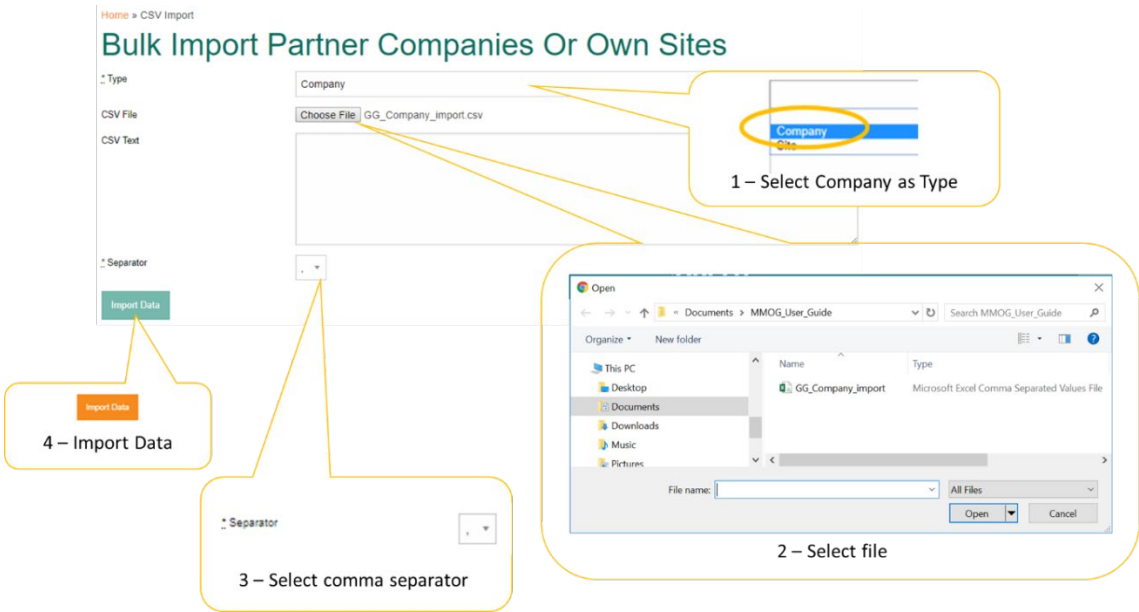 Home » CSV Import
Bulk Import Partner Companies Or Own Sites
* Type
Company
CSV File
Choose File GG_Company_import.csv
CSV Text
* Separator
,
Import Data
Company
Site
1 – Select Company as Type
Open
« Documents > MMOG_User_Guide
Search MMOG_User_Guide
Organize
New folder
This PC
Desktop
Documents
Downloads
Music
Pictures
Name
Type
GG_Company_import
Microsoft Excel Comma Separated Values File
File name:
All Files
Open
Cancel
2 – Select file
* Separator
,
3 – Select comma separator
Import Data
4 – Import Data